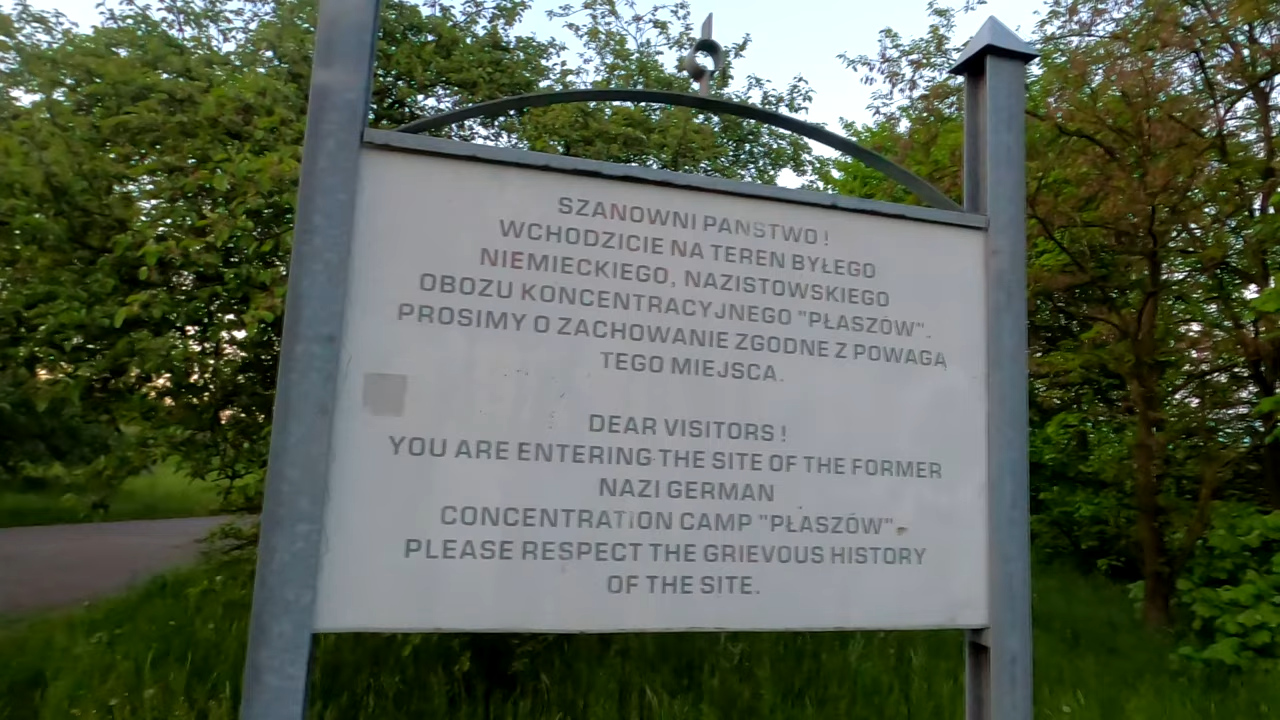 SZANOWNI PANSTWO !
WCHODZICIE NA TEREN BYŁEGO
NIEMIECKIEGO, NAZISTOWSKIEGO
OBOZU KONCENTRACYJNEGO "PŁASZÓW".
PROSIMY O ZACHOWANIE ZGODNE Z POWAGĄ
TEGO MIEJSCA.
DEAR VISITORS !
YOU ARE ENTERING THE SITE OF THE FORMER
NAZI GERMAN
CONCENTRATION CAMP "PŁASZÓW".
PLEASE RESPECT THE GRIEVOUS HISTORY
OF THE SITE.